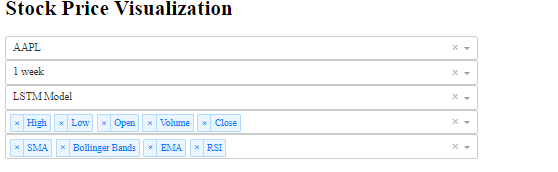 Stock Price Visualization
AAPL × 
1 week × 
LSTM Model × 
× High × Low × Open × Volume × Close × 
× SMA × Bollinger Bands × EMA × RSI ×